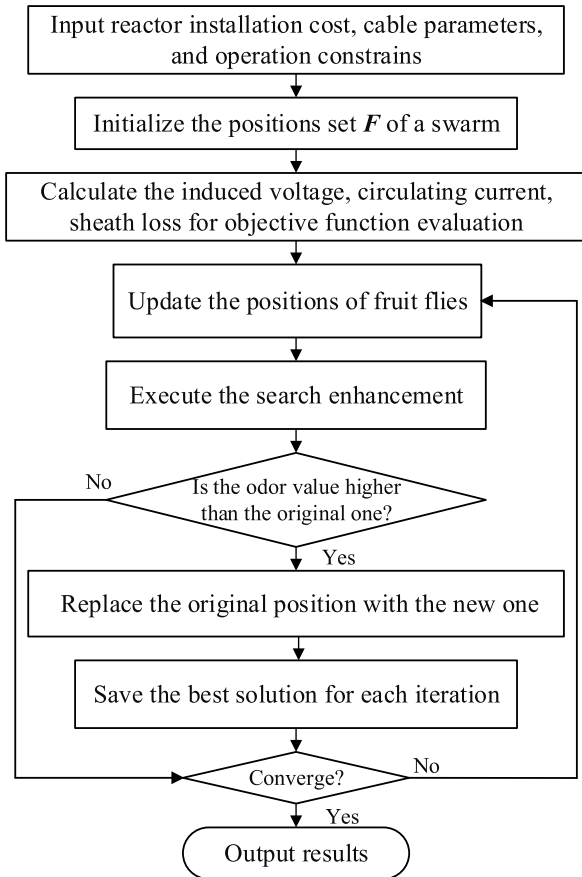 Input reactor installation cost, cable parameters,
and operation constrains
Initialize the positions set F of a swarm
Calculate the induced voltage, circulating current,
sheath loss for objective function evaluation
Update the positions of fruit flies
Execute the search enhancement
No
Is the odor value higher
than the original one?
Yes
Replace the original position with the new one
Save the best solution for each iteration
Converge?
No
Yes
Output results